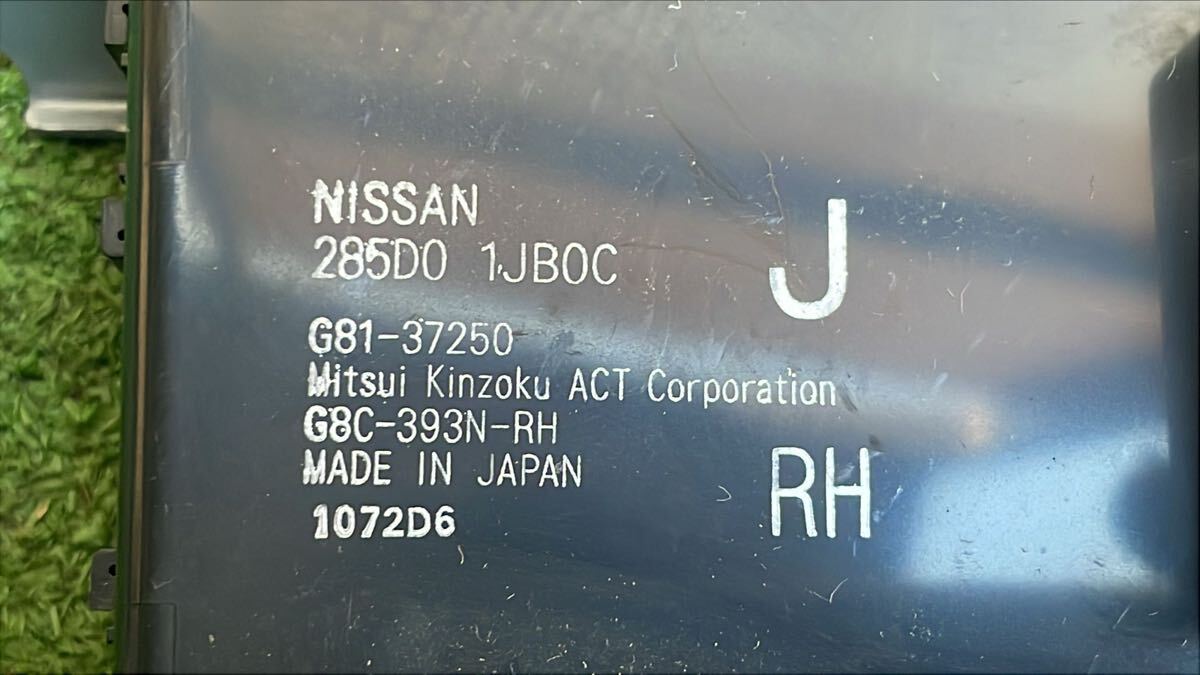 NISSAN
285D0 1JB0C
J
G81-37250
Mitsui Kinzoku ACT Corporation
G8C-393N-RH
MADE IN JAPAN
RH
1072D6